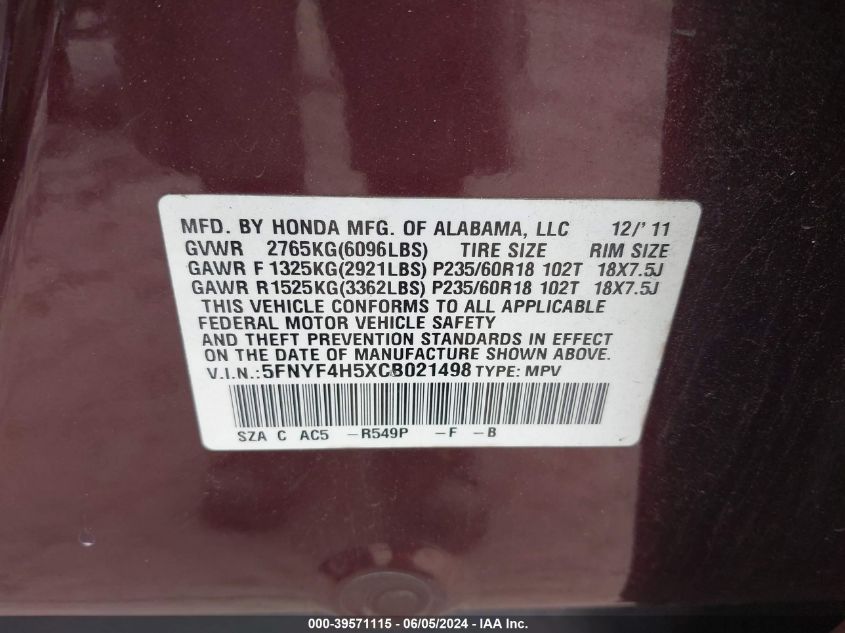 MFD. BY HONDA MFG. OF ALABAMA, LLC 12/'11
GVWR 2765KG(6096LBS) TIRE SIZE RIM SIZE
GAWR F 1325KG(2921LBS) P235/60R18 102T 18X7.5J
GAWR R1525KG(3362LBS) P235/60R18 102T 18X7.5J
THIS VEHICLE CONFORMS TO ALL APPLICABLE
FEDERAL MOTOR VEHICLE SAFETY
AND THEFT PREVENTION STANDARDS IN EFFECT
ON THE DATE OF MANUFACTURE SHOWN ABOVE.
V.I.N.:5FNYF4H5XCB021498 TYPE: MPV
SZA C AC5 -R549P -F -B
000-39571115 - 06/05/2024 - IAA Inc.